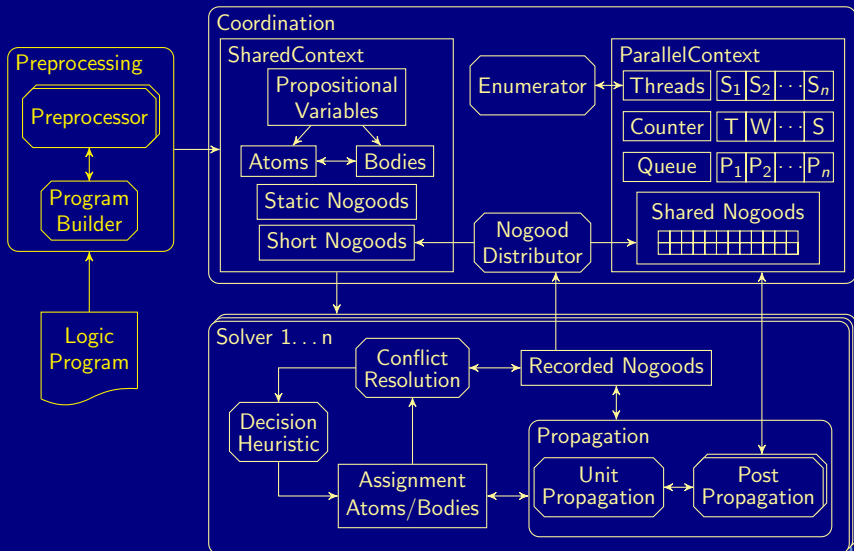 Coordination
Preprocessing
Preprocessor
Program
Builder
Logic
Program
SharedContext
Propositional
Variables
Atoms
Bodies
Static Nogoods
Short Nogoods
Enumerator
Nogood
Distributor
ParallelContext
Threads S1 S2 ··· Sn
Counter T W ··· S
Queue P1 P2 ··· Pn
Shared Nogoods
Solver 1...n
Conflict
Resolution
Recorded Nogoods
Decision
Heuristic
Assignment
Atoms/Bodies
Propagation
Unit
Propagation
Post
Propagation